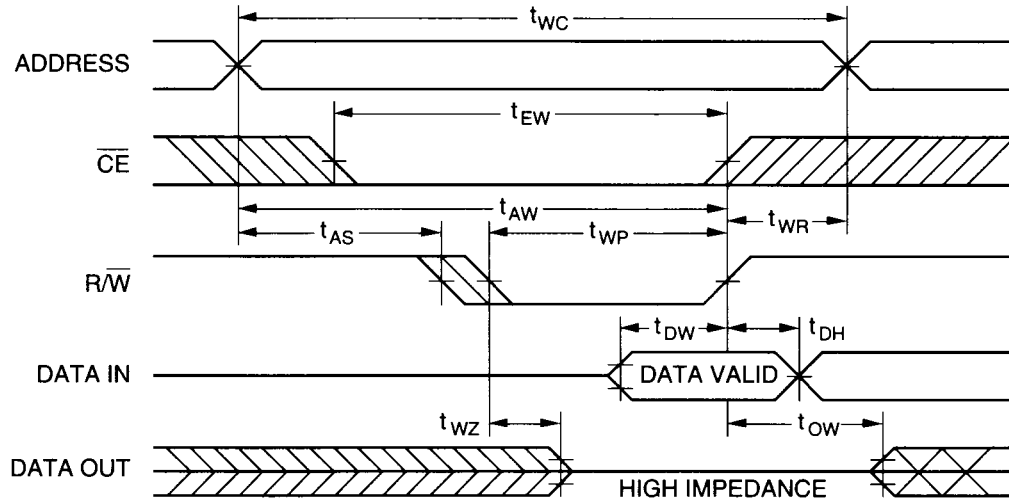 tWC
ADDRESS
tEW
CE
tAW
tAS
tWP
tWR
R/W
tDW
tDH
DATA IN
DATA VALID
tWZ
tOW
DATA OUT
HIGH IMPEDANCE